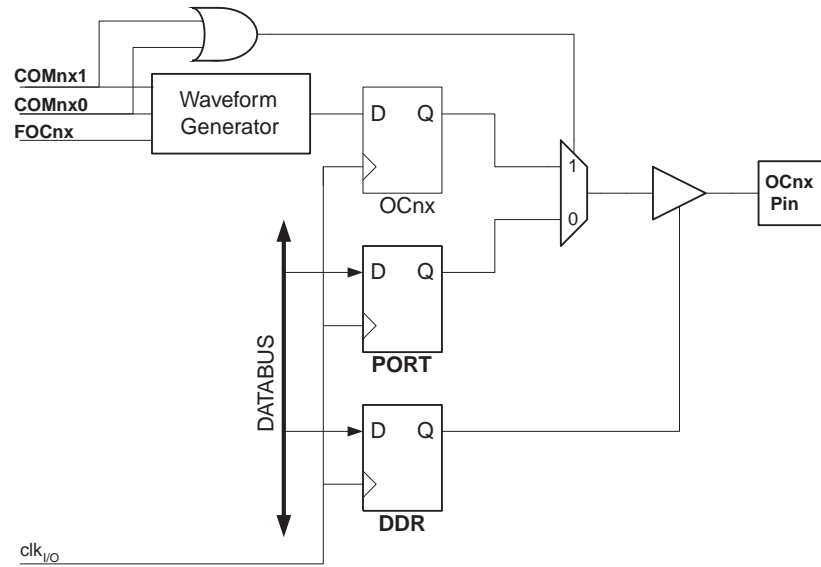 COMnx1
COMnx0
FOCnx
Waveform
Generator
D Q
OCnx
1
0
OCnx
Pin
D Q
PORT
DATABUS
D Q
DDR
clkI/O